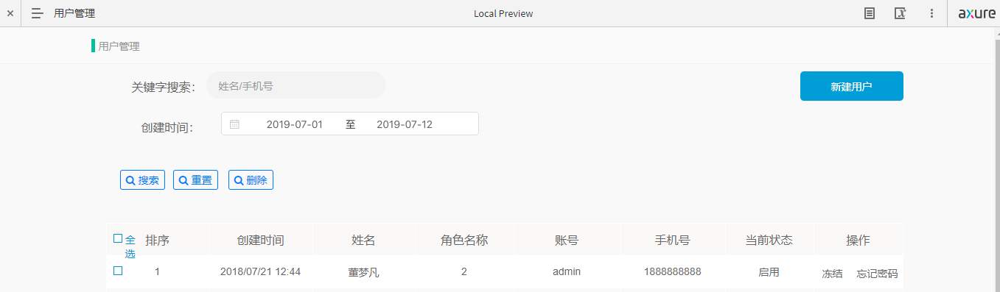 用户管理 Local Preview axure
用户管理
关键字搜索： 姓名/手机号 新建用户
创建时间： 2019-07-01 至 2019-07-12
搜索 重置 删除
全选 排序 创建时间 姓名 角色名称 账号 手机号 当前状态 操作
1 2018/07/21 12:44 董梦凡 2 admin 1888888888 启用 冻结 忘记密码